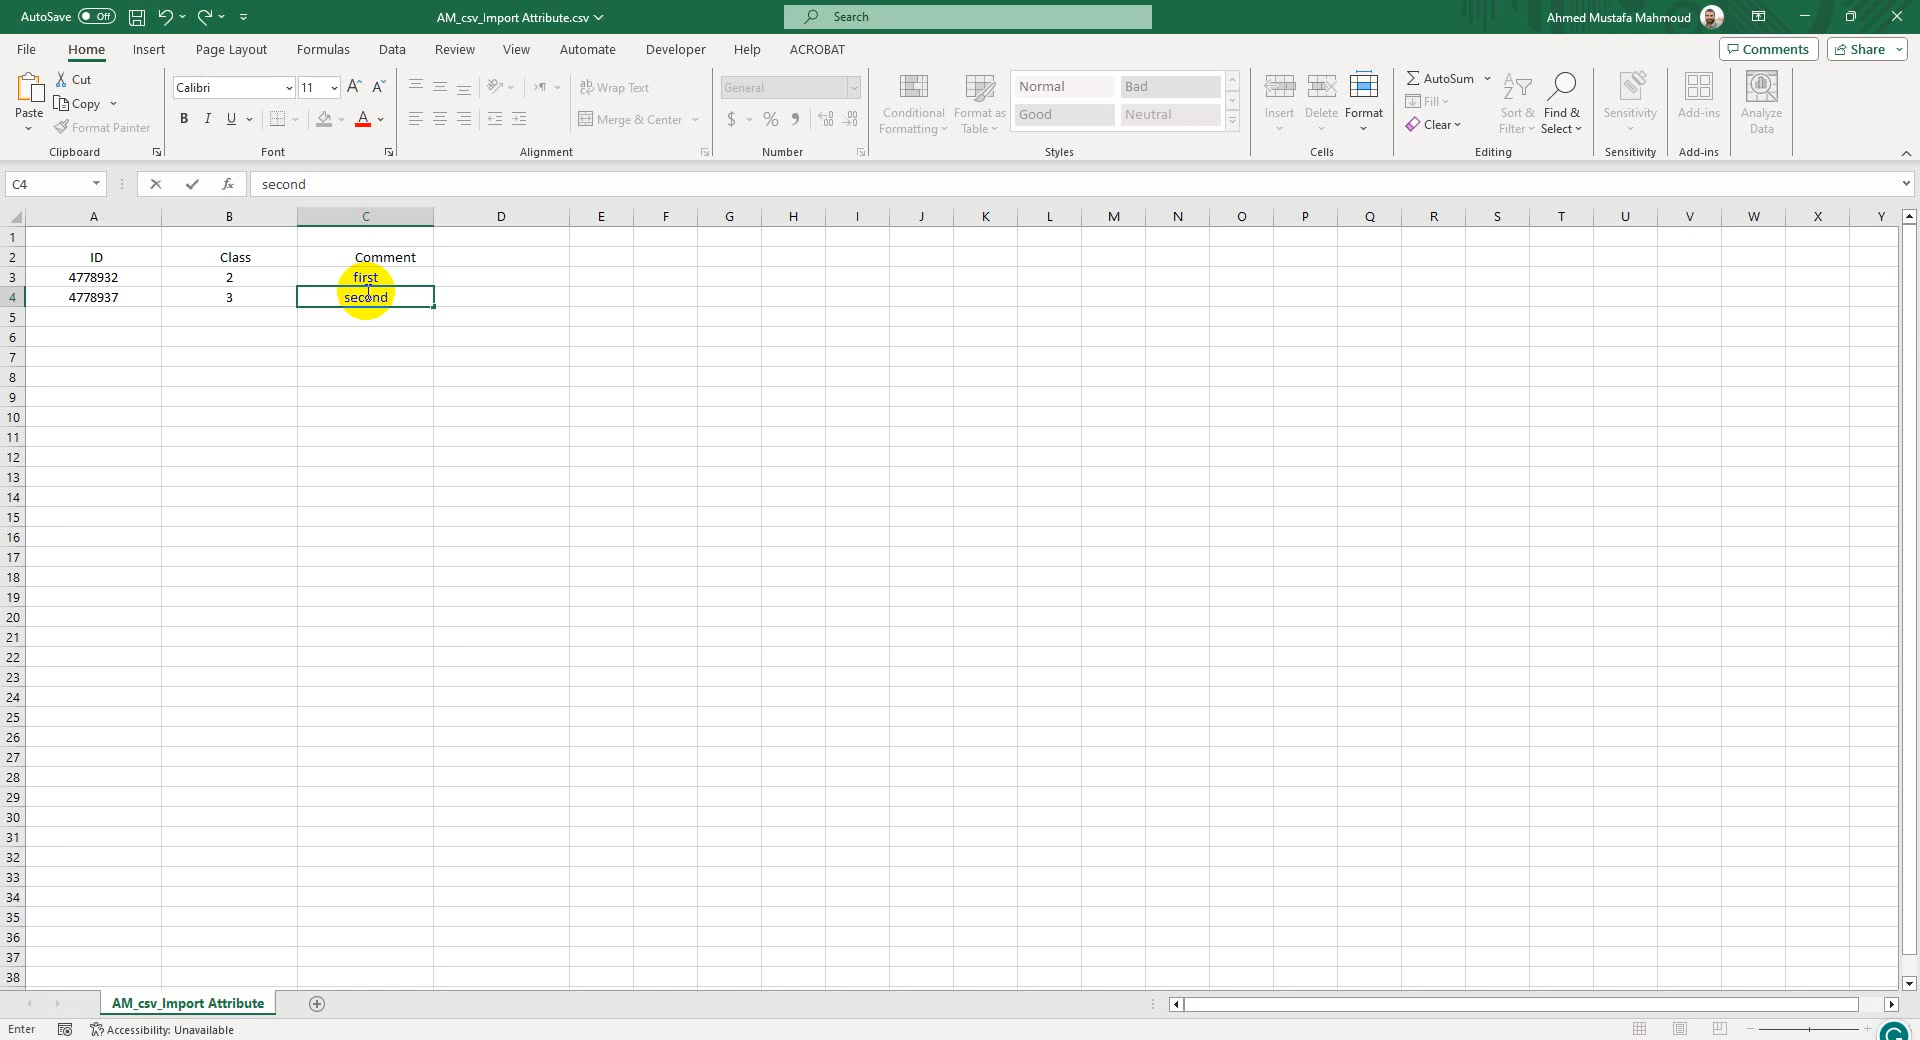 AutoSave Off AM_csv_Import Attribute.csv Search Ahmed Mustafa Mahmoud
File Home Insert Page Layout Formulas Data Review View Automate Developer Help ACROBAT Comments Share
Paste
Cut
Copy
Format Painter
Clipboard
Calibri 11 A A
B I U A
Font
ab Wrap Text
Merge & Center
Alignment
General
$ % 9
Number
Conditional Formatting
Format as Table
Normal Bad
Good Neutral
Styles
Insert Delete Format
Cells
AutoSum
Fill
Clear
Sort & Filter
Find & Select
Editing
Sensitivity
Sensitivity
Add-ins
Add-ins
Analyze Data
C4 fx second
A B C D E F G H I J K L M N O P Q R S T U V W X Y
1
2 ID Class Comment
3 4778932 2 first
4 4778937 3 second
5
6
7
8
9
10
11
12
13
14
15
16
17
18
19
20
21
22
23
24
25
26
27
28
29
30
31
32
33
34
35
36
37
38
AM_csv_Import Attribute
Enter Accessibility: Unavailable